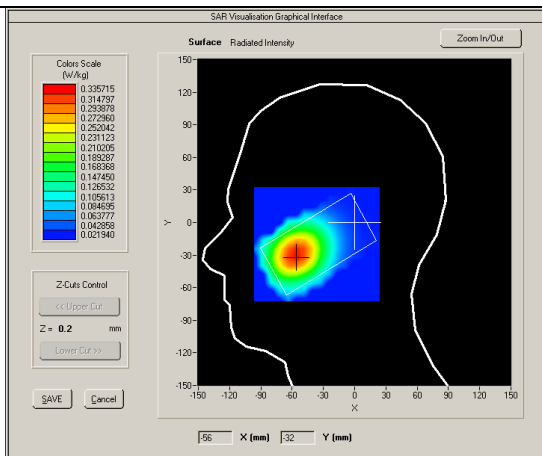 SAR Visualisation Graphical Interface
Surface Radiated Intensity
Zoom In/Out
Colors Scale
(W/kg)
0.335715
0.314797
0.293878
0.272960
0.252042
0.231123
0.210205
0.189287
0.168368
0.147450
0.126532
0.105613
0.084695
0.063777
0.042858
0.021940
Z-Cuts Control
<< Upper Cut
Z = 0.2 mm
Lower Cut >>
SAVE Cancel
150
120
90
60
30
0
-30
-60
-90
-120
-150
Y
-150 -120 -90 -60 -30 0 30 60 90 120 150
X
-56 X (mm) -32 Y (mm)